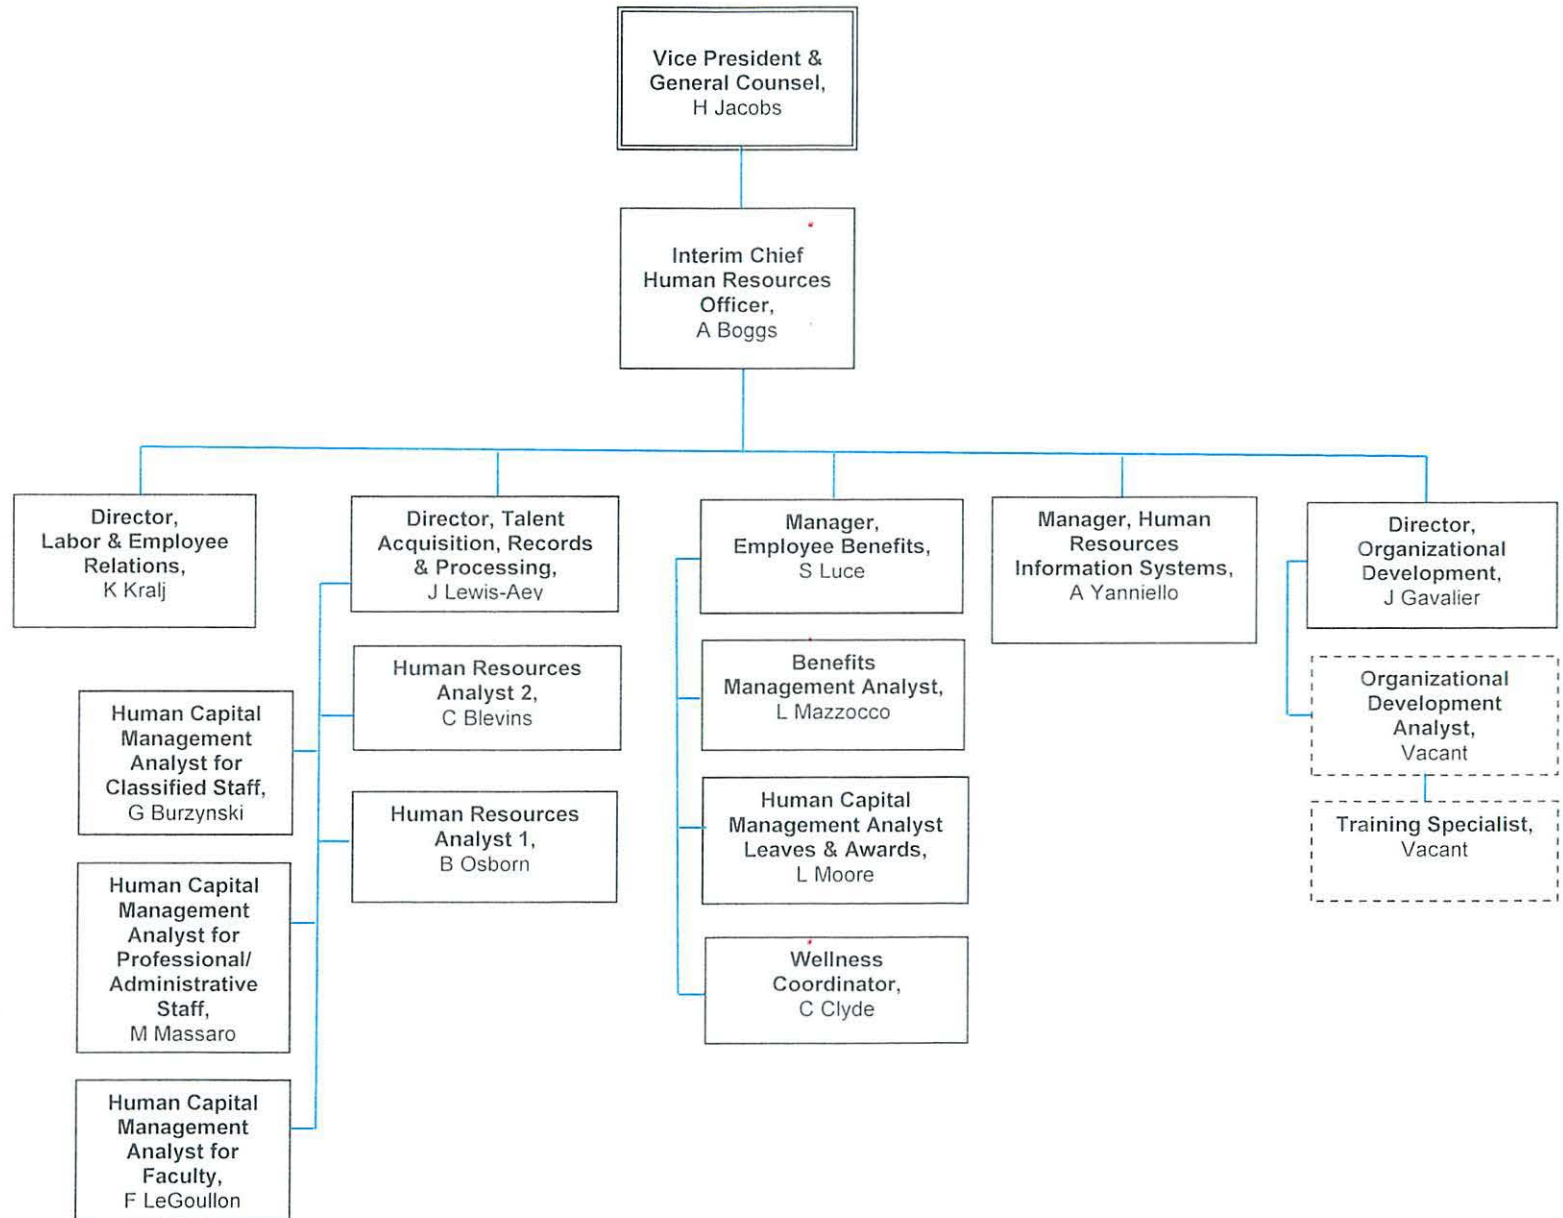 Vice President &
General Counsel,
H Jacobs
Interim Chief
Human Resources
Officer,
A Boggs
Director,
Labor & Employee
Relations,
K Kralj
Director, Talent
Acquisition, Records
& Processing,
J Lewis-Aey
Human Resources
Analyst 2,
C Blevins
Human Resources
Analyst 1,
B Osborn
Human Capital
Management
Analyst for
Classified Staff,
G Burzynski
Human Capital
Management
Analyst for
Professional/
Administrative
Staff,
M Massaro
Human Capital
Management
Analyst for
Faculty,
F LeGoullon
Manager,
Employee Benefits,
S Luce
Benefits
Management Analyst,
L Mazzocco
Human Capital
Management Analyst
Leaves & Awards,
L Moore
Wellness
Coordinator,
C Clyde
Manager, Human
Resources
Information Systems,
A Yanniello
Director,
Organizational
Development,
J Gavalier
Organizational
Development
Analyst,
Vacant
Training Specialist,
Vacant